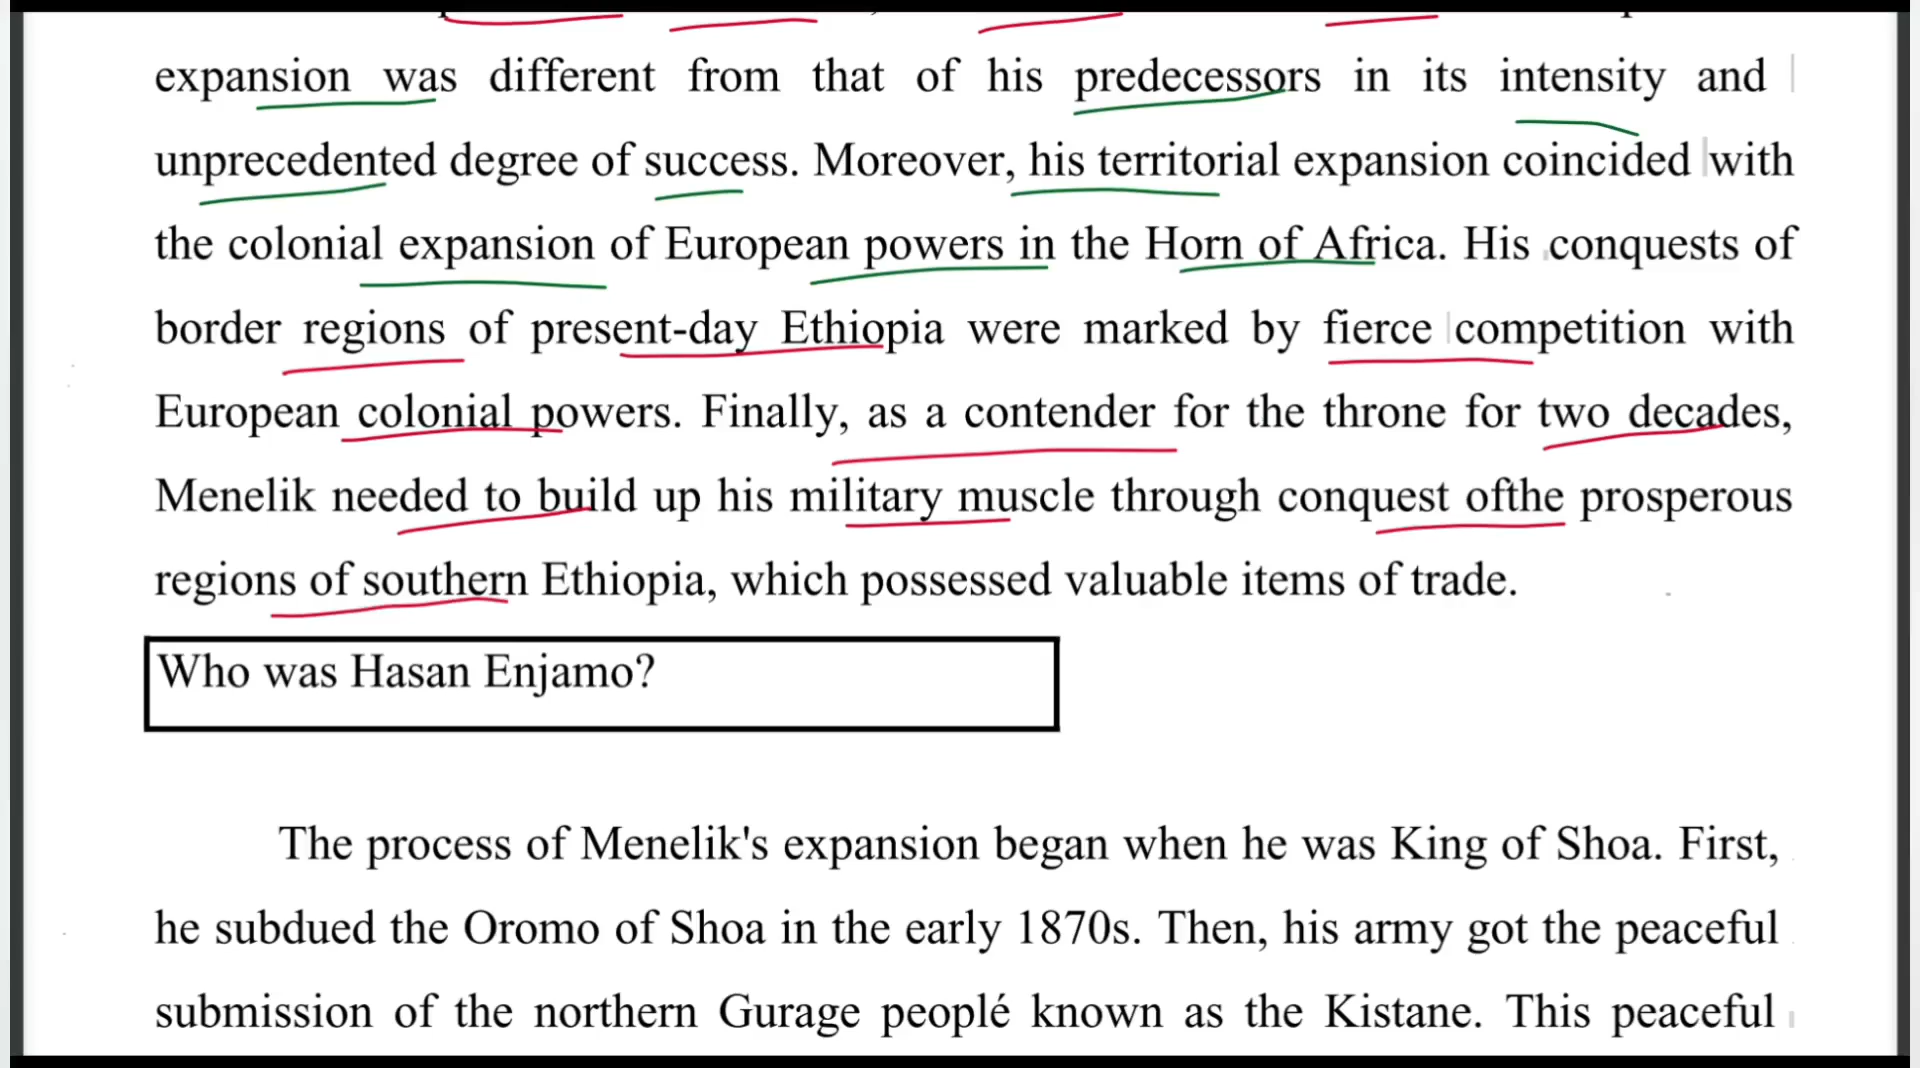 expansion was different from that of his predecessors in its intensity and
unprecedented degree of success. Moreover, his territorial expansion coincided with
the colonial expansion of European powers in the Horn of Africa. His conquests of
border regions of present-day Ethiopia were marked by fierce competition with
European colonial powers. Finally, as a contender for the throne for two decades,
Menelik needed to build up his military muscle through conquest ofthe prosperous
regions of southern Ethiopia, which possessed valuable items of trade.
Who was Hasan Enjamo?
The process of Menelik's expansion began when he was King of Shoa. First,
he subdued the Oromo of Shoa in the early 1870s. Then, his army got the peaceful
submission of the northern Gurage peoplé known as the Kistane. This peaceful